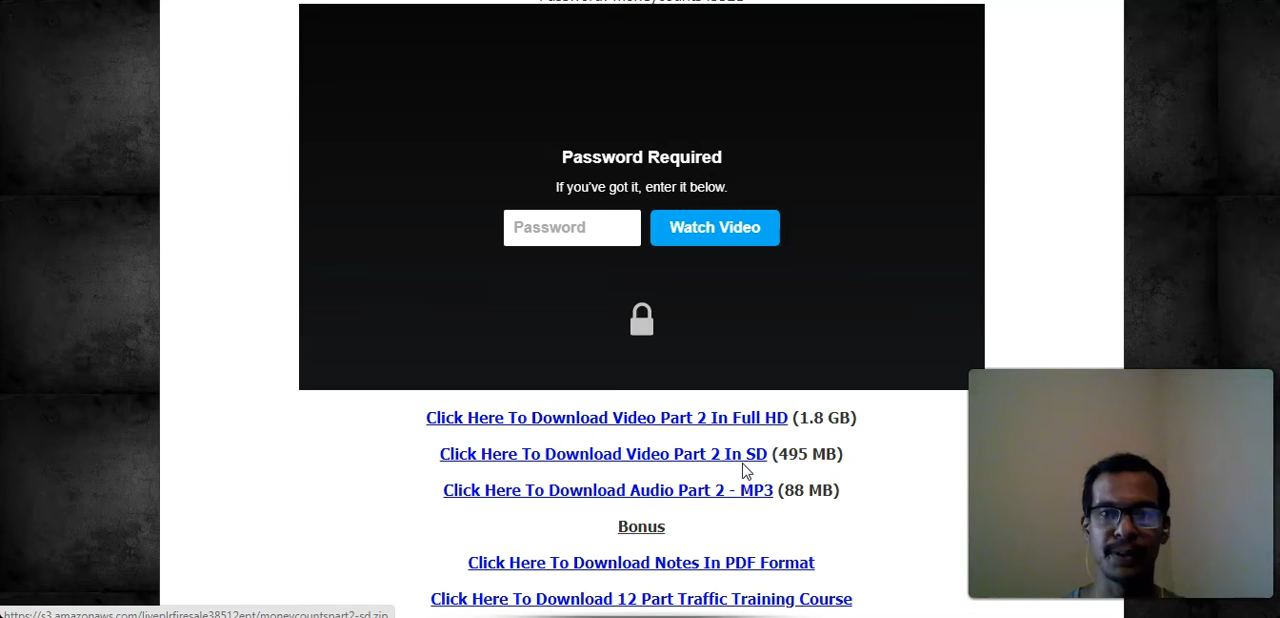 Password Required
If you've got it, enter it below.
Password
Watch Video
Click Here To Download Video Part 2 In Full HD (1.8 GB)
Click Here To Download Video Part 2 In SD (495 MB)
Click Here To Download Audio Part 2 - MP3 (88 MB)
Bonus
Click Here To Download Notes In PDF Format
Click Here To Download 12 Part Traffic Training Course